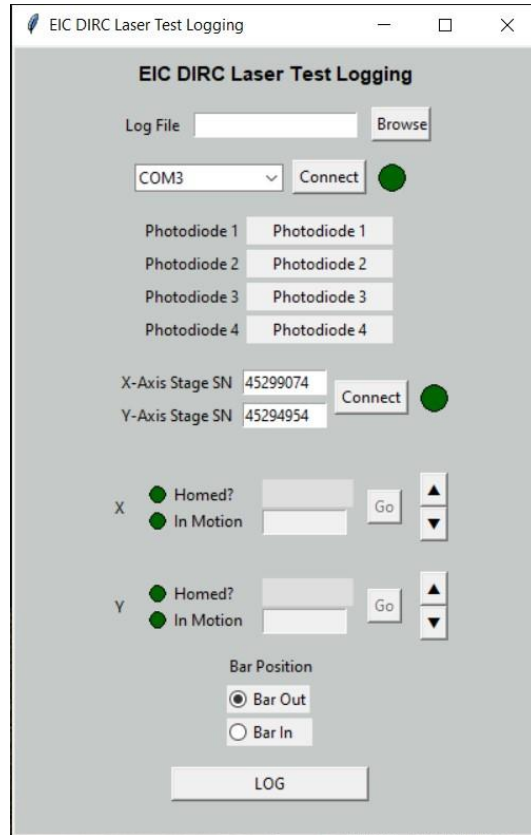 EIC DIRC Laser Test Logging
EIC DIRC Laser Test Logging
Log File Browse
COM3 Connect
Photodiode 1 Photodiode 1
Photodiode 2 Photodiode 2
Photodiode 3 Photodiode 3
Photodiode 4 Photodiode 4
X-Axis Stage SN 45299074
Connect
Y-Axis Stage SN 45294954
X
Homed?
In Motion
Go
Y
Homed?
In Motion
Go
Bar Position
Bar Out
Bar In
LOG